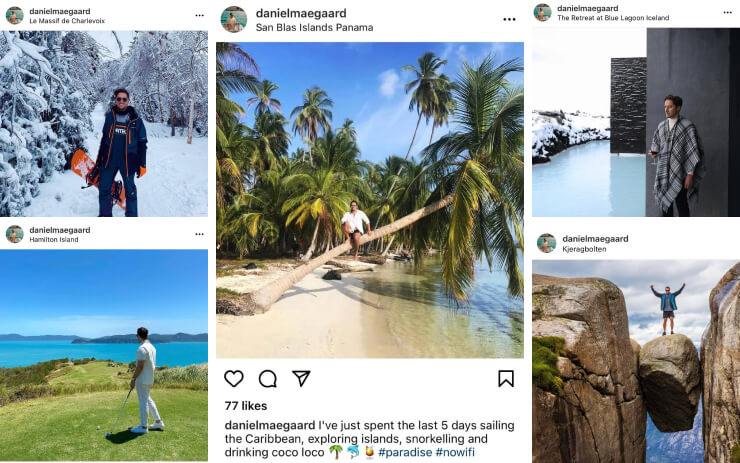 danielmaegaard
Le Massif de Charlevoix
danielmaegaard
Hamilton Island
danielmaegaard
San Blas Islands Panama
77 likes
danielmaegaard I've just spent the last 5 days sailing
the Caribbean, exploring islands, snorkelling and
drinking coco loco 🌴🐬🍹 #paradise #nowifi
danielmaegaard
The Retreat at Blue Lagoon Iceland
danielmaegaard
Kjeragbolten